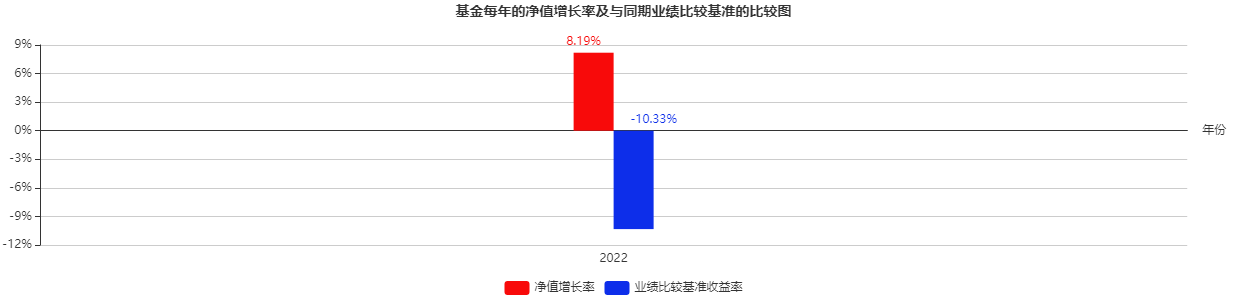 基金每年的净值增长率及与同期业绩比较基准的比较图
9%
6%
3%
0%
-3%
-6%
-9%
-12%
8.19%
-10.33%
年份
2022
净值增长率
业绩比较基准收益率